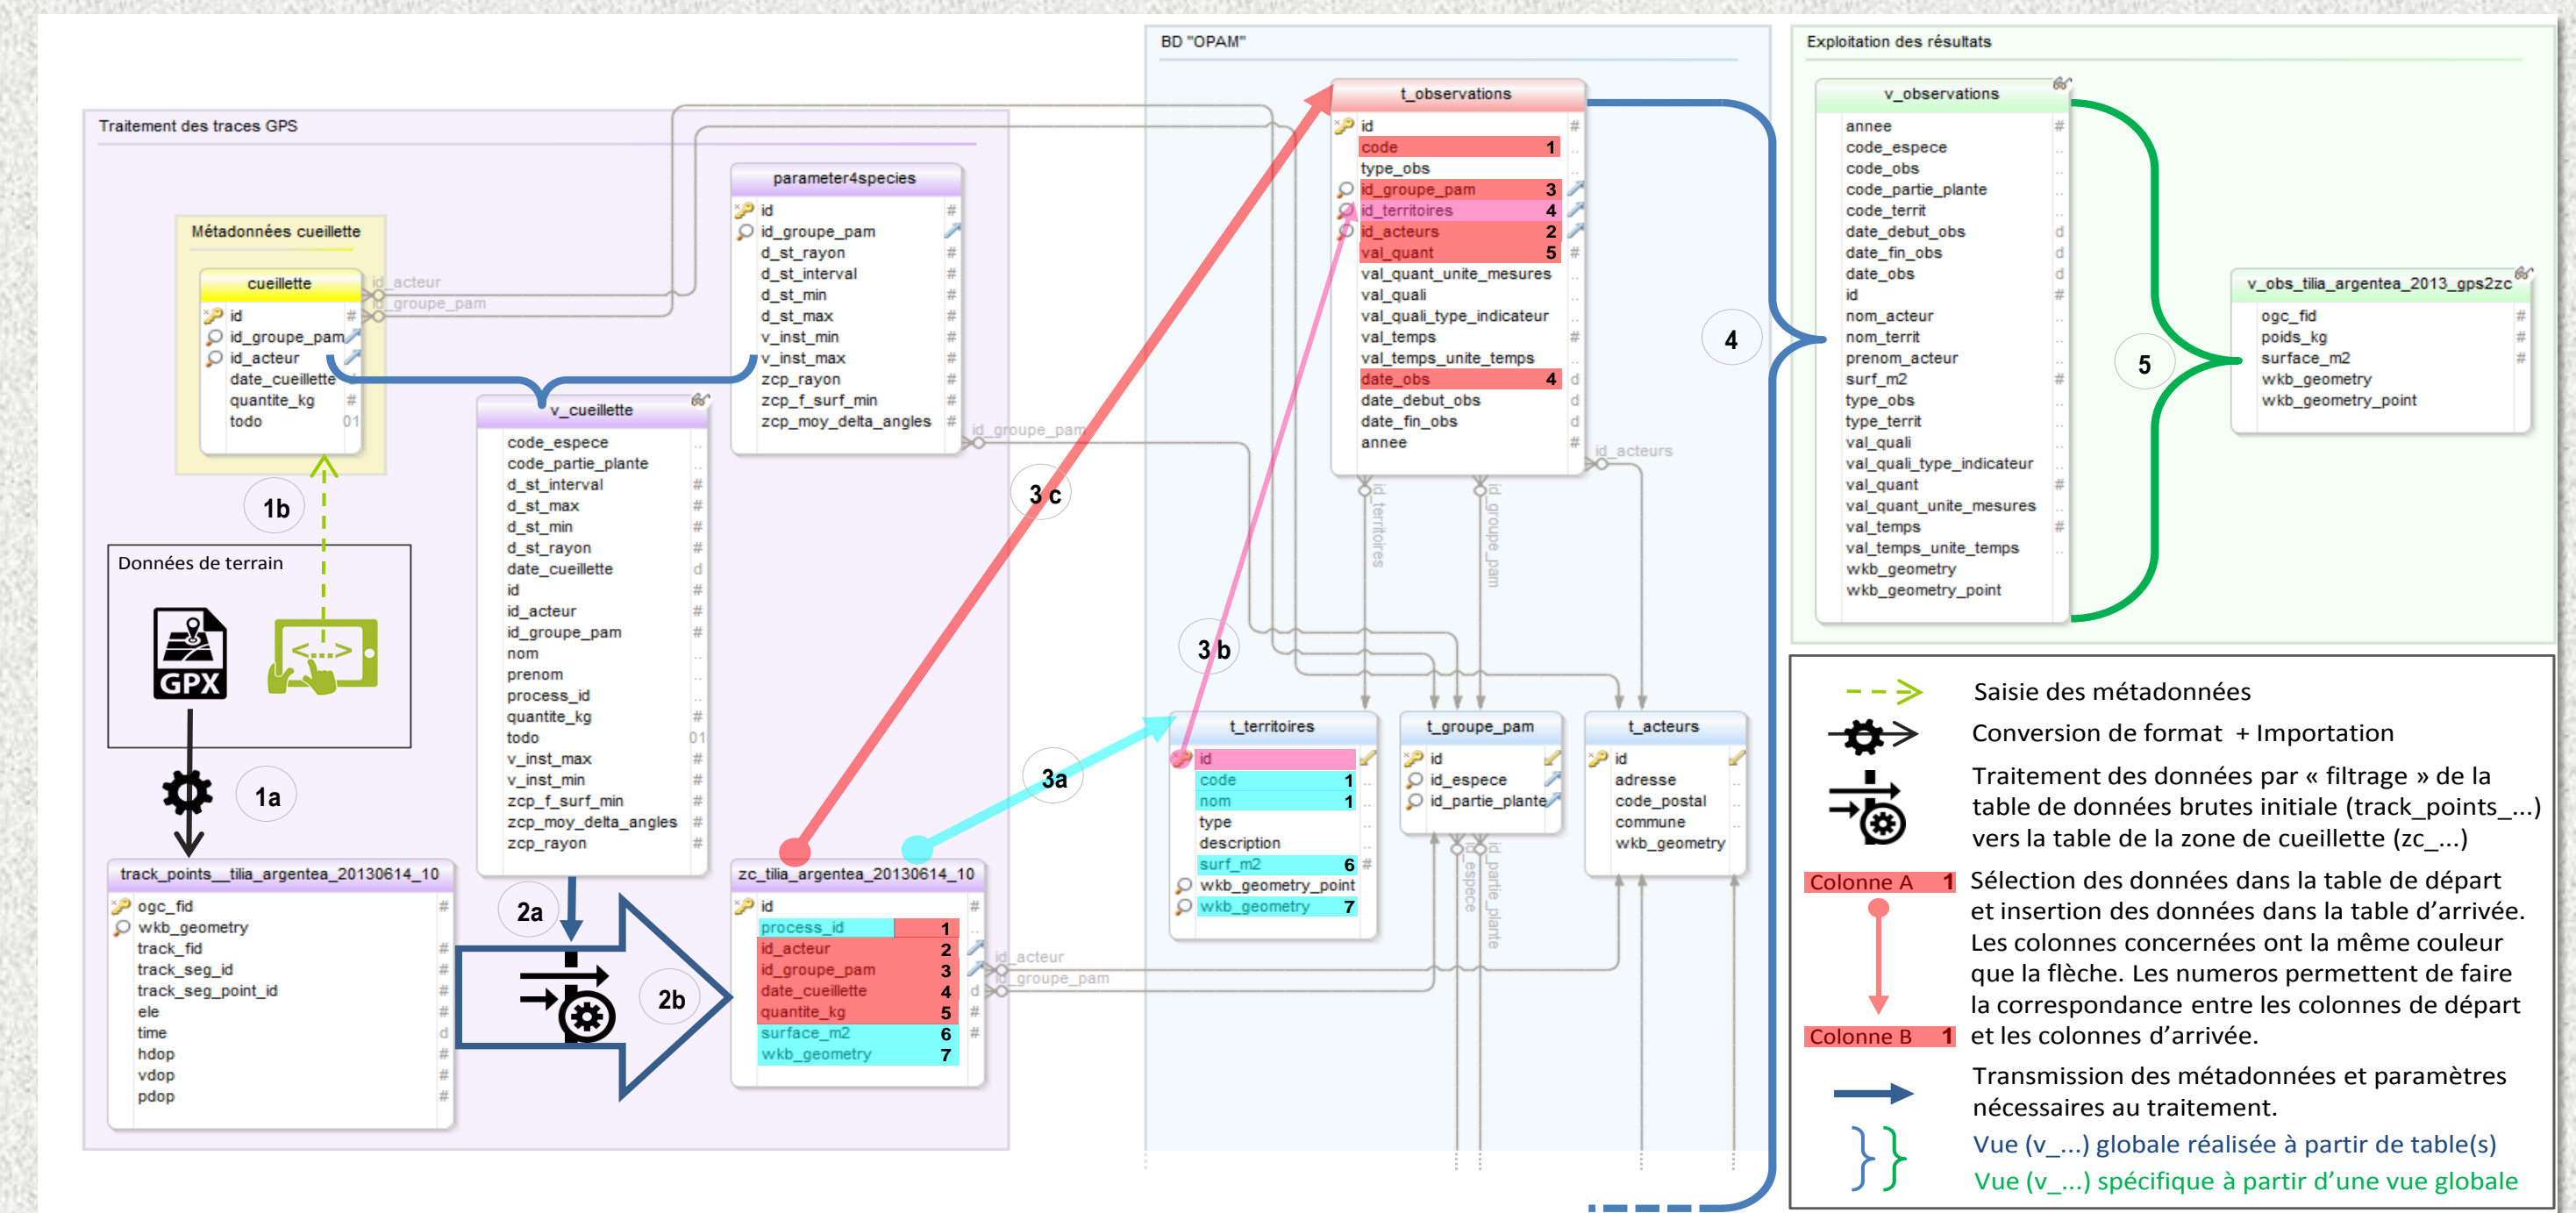 Traitement des traces GPS
Métadonnées cueillette
cueillette
id #
id_groupe_pam
id_acteur
date_cueillette
quantite_kg #
todo 01
id_acteur
id_groupe_pam
parameter4species
id #
id_groupe_pam
d_st_rayon #
d_st_interval #
d_st_min #
d_st_max #
v_inst_min #
v_inst_max #
zcp_rayon #
zcp_f_surf_min #
zcp_moy_delta_angles #
id_groupe_pam
v_cueillette
code_espece ..
code_partie_plante ..
d_st_interval #
d_st_max #
d_st_min #
d_st_rayon #
date_cueillette d
id #
id_acteur #
id_groupe_pam #
nom ..
prenom ..
process_id ..
quantite_kg #
todo 01
v_inst_max #
v_inst_min #
zcp_f_surf_min #
zcp_moy_delta_angles #
zcp_rayon #
1b
Données de terrain
GPX
<...>
1a
track_points__tilia_argentea_20130614_10
ogc_fid #
wkb_geometry
track_fid #
track_seg_id #
track_seg_point_id #
ele #
time d
hdop #
vdop #
pdop #
2a
2b
zc_tilia_argentea_20130614_10
id #
process_id 1 ..
id_acteur 2
id_groupe_pam 3
date_cueillette 4 d
quantite_kg 5 #
surface_m2 6 #
wkb_geometry 7
id_acteur
id_groupe_pam
3 c
3 b
3a
BD "OPAM"
t_observations
id #
code 1 ..
type_obs ..
id_groupe_pam 3
id_territoires 4
id_acteurs 2
val_quant 5 #
val_quant_unite_mesures ..
val_quali ..
val_quali_type_indicateur ..
val_temps #
val_temps_unite_temps ..
date_obs 4 d
date_debut_obs d
date_fin_obs d
annee #
id_acteurs
id_territoires
id_groupe_pam
t_territoires
id
code 1 ..
nom 1 ..
type ..
description ..
surf_m2 6 #
wkb_geometry_point
wkb_geometry 7
t_groupe_pam
id
id_espece
id_partie_plante
id_espece
id_partie_plante
t_acteurs
id
adresse ..
code_postal ..
commune ..
wkb_geometry
4
Exploitation des résultats
v_observations
annee #
code_espece ..
code_obs ..
code_partie_plante ..
code_territ ..
date_debut_obs d
date_fin_obs d
date_obs d
id #
nom_acteur ..
nom_territ ..
prenom_acteur ..
surf_m2 #
type_obs ..
type_territ ..
val_quali ..
val_quali_type_indicateur ..
val_quant #
val_quant_unite_mesures ..
val_temps #
val_temps_unite_temps ..
wkb_geometry
wkb_geometry_point
5
v_obs_tilia_argentea_2013_gps2zc
ogc_fid #
poids_kg #
surface_m2 #
wkb_geometry
wkb_geometry_point
Saisie des métadonnées
Conversion de format + Importation
Traitement des données par « filtrage » de la
table de données brutes initiale (track_points_...)
vers la table de la zone de cueillette (zc_...)
Colonne A 1
Sélection des données dans la table de départ
et insertion des données dans la table d’arrivée.
Les colonnes concernées ont la même couleur
que la flèche. Les numeros permettent de faire
la correspondance entre les colonnes de départ
et les colonnes d’arrivée.
Colonne B 1
Transmission des métadonnées et paramètres
nécessaires au traitement.
Vue (v_...) globale réalisée à partir de table(s)
Vue (v_...) spécifique à partir d’une vue globale